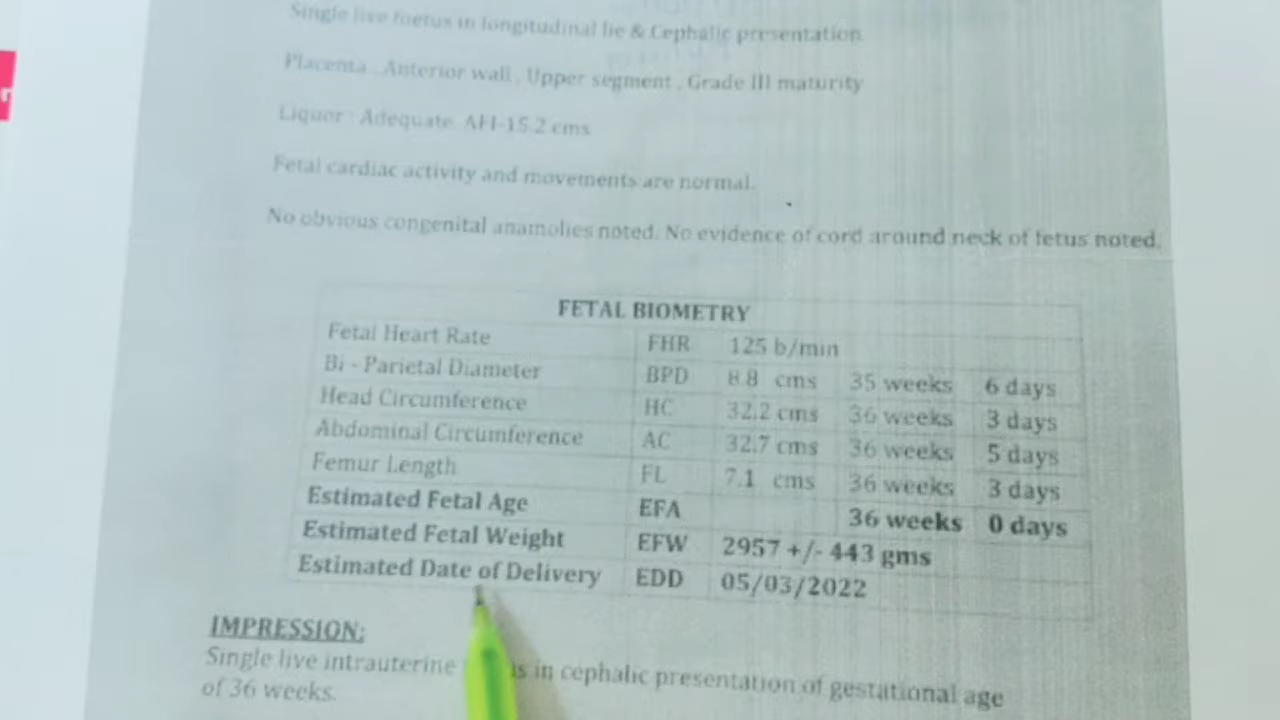 Single live foetus in longitudinal lie & Cephalic presentation
Placenta : Anterior wall , Upper segment , Grade III maturity
Liquor : Adequate. AFI-15.2 cms
Fetal cardiac activity and movements are normal.
No obvious congenital anamolies noted. No evidence of cord around neck of fetus noted.
FETAL BIOMETRY
Fetal Heart Rate FHR 125 b/min
Bi - Parietal Diameter BPD 8.8 cms 35 weeks 6 days
Head Circumference HC 32.2 cms 36 weeks 3 days
Abdominal Circumference AC 32.7 cms 36 weeks 5 days
Femur Length FL 7.1 cms 36 weeks 3 days
Estimated Fetal Age EFA 36 weeks 0 days
Estimated Fetal Weight EFW 2957 +/- 443 gms
Estimated Date of Delivery EDD 05/03/2022
IMPRESSION:
Single live intrauterine in cephalic presentation of gestational age
of 36 weeks.